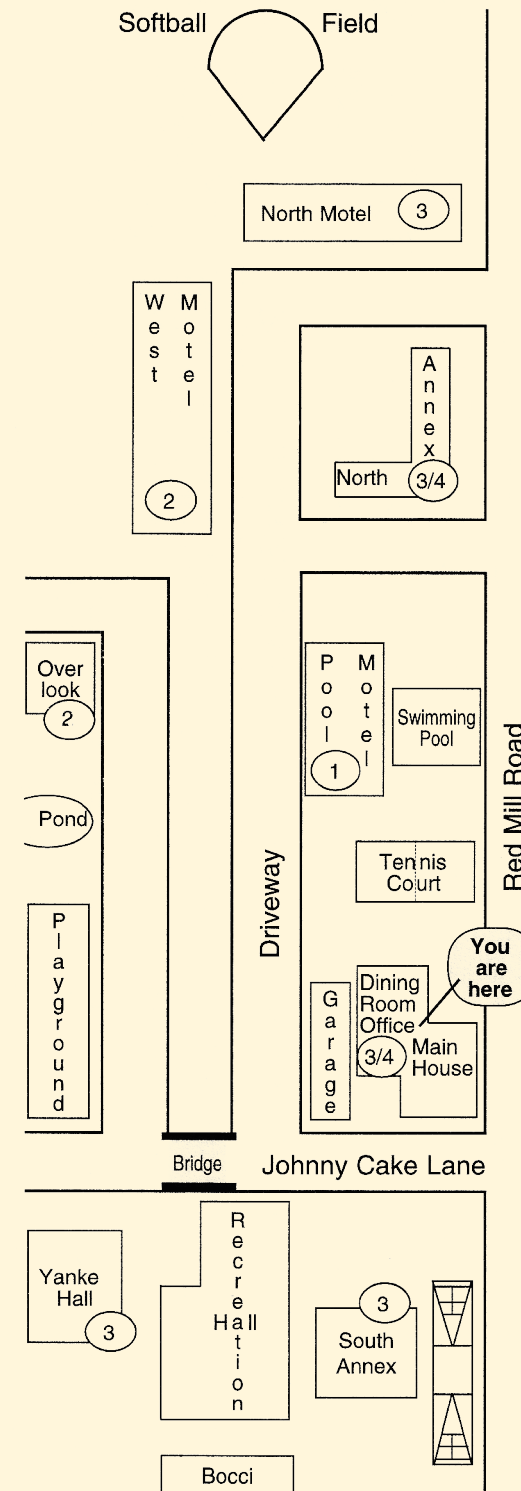 Softball Field
North Motel 3
West Motel
2
Annex
North 3/4
Over
look
2
Pool Motel
1
Swimming
Pool
Red Mill Road
Pond
Tennis
Court
Driveway
Playground
You
are
here
Garage
Dining
Room
Office
3/4
Main
House
Bridge
Johnny Cake Lane
Recreation
Hall
Yanke
Hall
3
3
South
Annex
Bocci